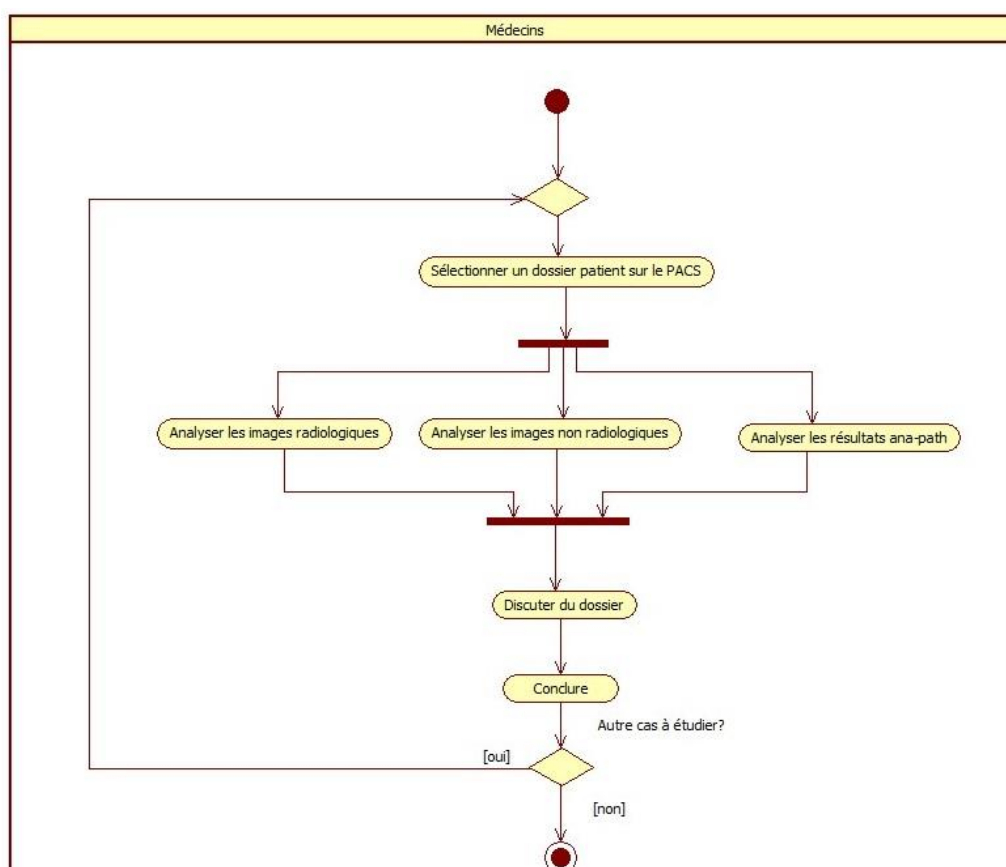 Médecins
Sélectionner un dossier patient sur le PACS
Analyser les images radiologiques
Analyser les images non radiologiques
Analyser les résultats ana-path
Discuter du dossier
Conclure
Autre cas à étudier?
[oui]
[non]